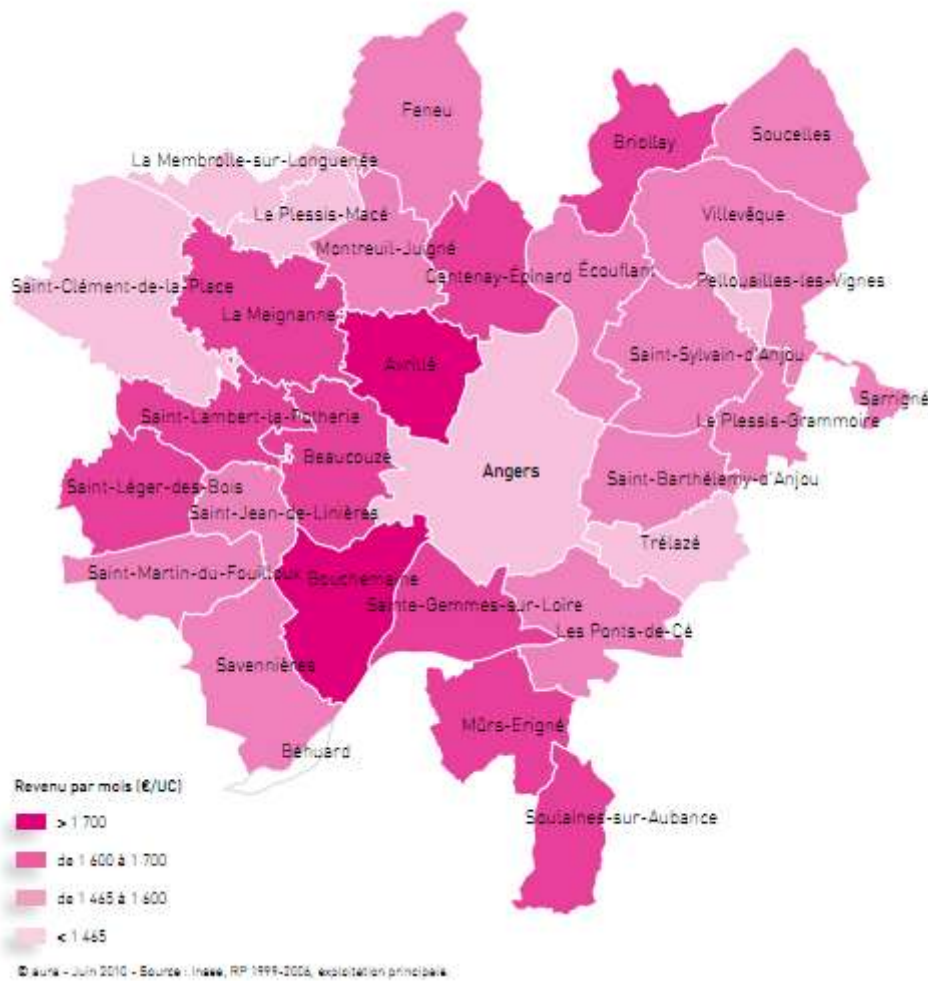 Feneu
Briollay
Soucelles
La Membrolle-sur-Longuenée
Le Plessis-Macé
Villevêque
Montreuil-Juigné
Cantenay-Épinard
Écouflant
Saint-Clément-de-la-Place
Pellouailles-les-Vignes
La Meignanne
Saint-Sylvain-d'Anjou
Avrillé
Sarrigné
Saint-Lambert-la-Potherie
Le Plessis-Grammoire
Beaucouzé
Angers
Saint-Léger-des-Bois
Saint-Barthélemy-d'Anjou
Saint-Jean-de-Linières
Trélazé
Saint-Martin-du-Fouilloux
Bouchemaine
Sainte-Gemmes-sur-Loire
Les Ponts-de-Cé
Savennières
Mûrs-Erigné
Béhuard
Soulaines-sur-Aubance
Revenu par mois (€/UC)
> 1 700
de 1 600 à 1 700
de 1 465 à 1 600
< 1 465
© aura - Juin 2010 - Source : Insee, RP 1999-2006, exploitation principale.